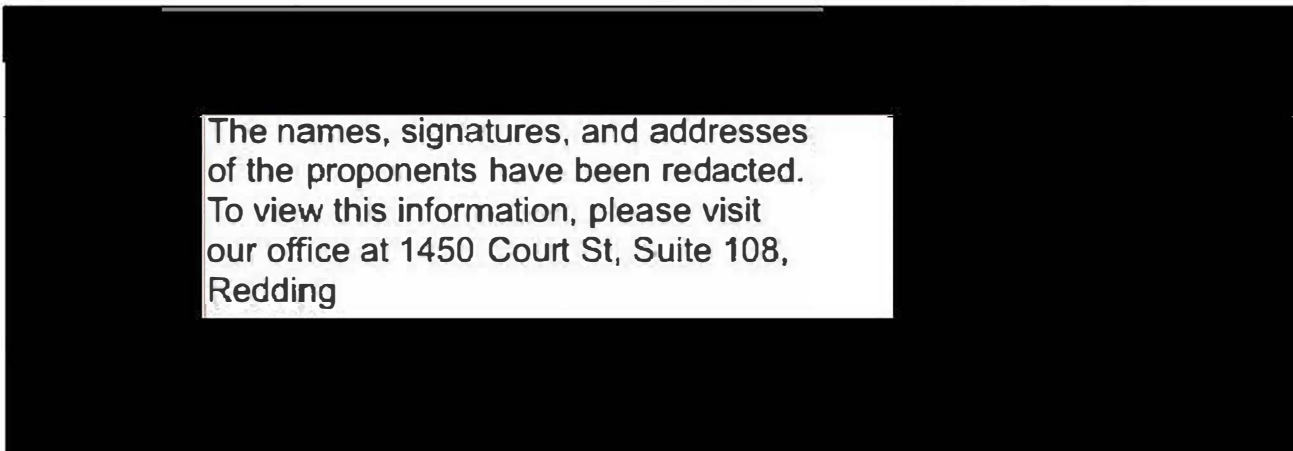 The names, signatures, and addresses
of the proponents have been redacted.
To view this information, please visit
our office at 1450 Court St, Suite 108,
Redding